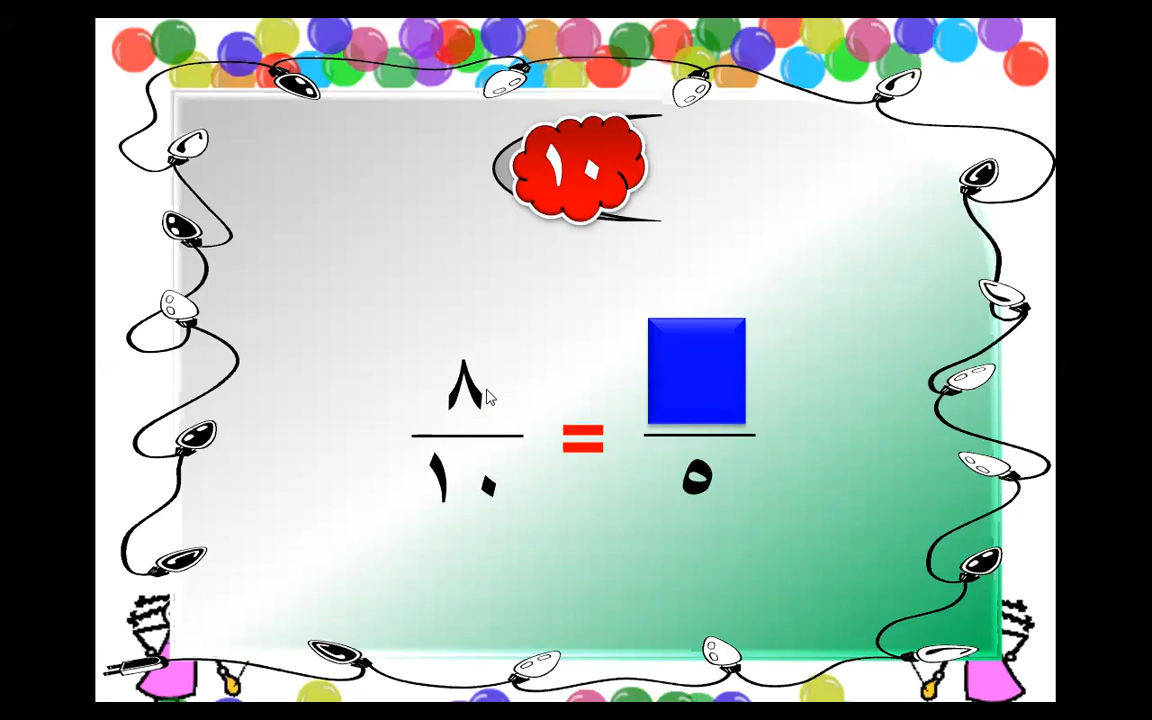 ١٠
٨ / ١٠ = □ / ٥